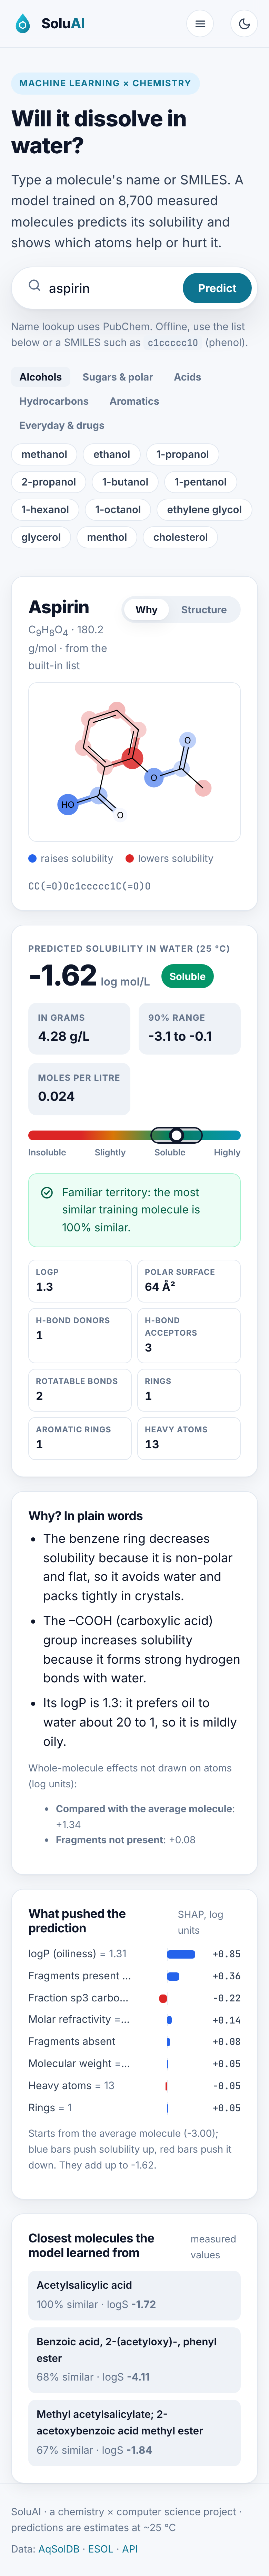 SoluAI
MACHINE LEARNING × CHEMISTRY
Will it dissolve in
water?
Type a molecule's name or SMILES. A
model trained on 8,700 measured
molecules predicts its solubility and
shows which atoms help or hurt it.
aspirin
Predict
Name lookup uses PubChem. Offline, use the list
below or a SMILES such as c1ccccc1O (phenol).
Alcohols Sugars & polar Acids
Hydrocarbons Aromatics
Everyday & drugs
methanol ethanol 1-propanol
2-propanol 1-butanol 1-pentanol
1-hexanol 1-octanol ethylene glycol
glycerol menthol cholesterol
Aspirin
Why Structure
C9H8O4 · 180.2
g/mol · from the
built-in list
O
O
HO
O
raises solubility lowers solubility
CC(=O)Oc1ccccc1C(=O)O
PREDICTED SOLUBILITY IN WATER (25 °C)
-1.62 log mol/L Soluble
IN GRAMS
4.28 g/L
90% RANGE
-3.1 to -0.1
MOLES PER LITRE
0.024
Insoluble Slightly Soluble Highly
Familiar territory: the most
similar training molecule is
100% similar.
LOGP
1.3
POLAR SURFACE
64 Å²
H-BOND DONORS
1
H-BOND
ACCEPTORS
3
ROTATABLE BONDS
2
RINGS
1
AROMATIC RINGS
1
HEAVY ATOMS
13
Why? In plain words
• The benzene ring decreases
solubility because it is non-polar
and flat, so it avoids water and
packs tightly in crystals.
• The –COOH (carboxylic acid)
group increases solubility
because it forms strong hydrogen
bonds with water.
• Its logP is 1.3: it prefers oil to
water about 20 to 1, so it is mildly
oily.
Whole-molecule effects not drawn on atoms
(log units):
• Compared with the average molecule:
+1.34
• Fragments not present: +0.08
What pushed the
prediction
SHAP, log
units
logP (oiliness) = 1.31 +0.85
Fragments present ... +0.36
Fraction sp3 carbo... -0.22
Molar refractivity =... +0.14
Fragments absent +0.08
Molecular weight =... +0.05
Heavy atoms = 13 -0.05
Rings = 1 +0.05
Starts from the average molecule (-3.00);
blue bars push solubility up, red bars push it
down. They add up to -1.62.
Closest molecules the
model learned from
measured
values
Acetylsalicylic acid
100% similar · logS -1.72
Benzoic acid, 2-(acetyloxy)-, phenyl
ester
68% similar · logS -4.11
Methyl acetylsalicylate; 2-
acetoxybenzoic acid methyl ester
67% similar · logS -1.84
SoluAI · a chemistry × computer science project ·
predictions are estimates at ~25 °C
Data: AqSolDB · ESOL · API